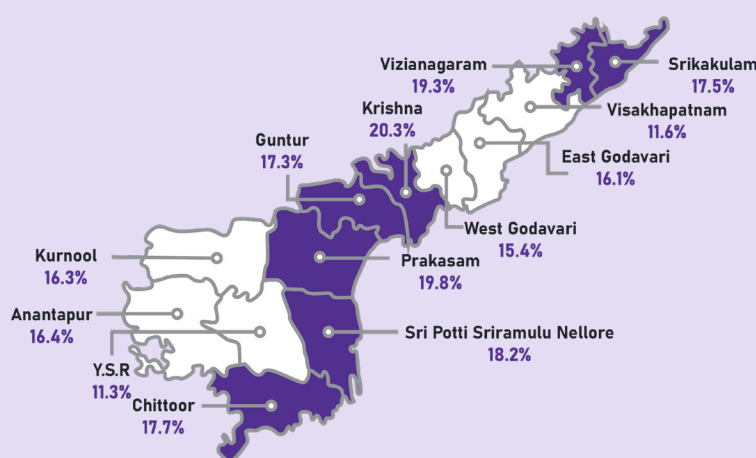 Vizianagaram
19.3%
Srikakulam
17.5%
Krishna
20.3%
Visakhapatnam
11.6%
Guntur
17.3%
East Godavari
16.1%
West Godavari
15.4%
Kurnool
16.3%
Prakasam
19.8%
Anantapur
16.4%
Sri Potti Sriramulu Nellore
18.2%
Y.S.R
11.3%
Chittoor
17.7%